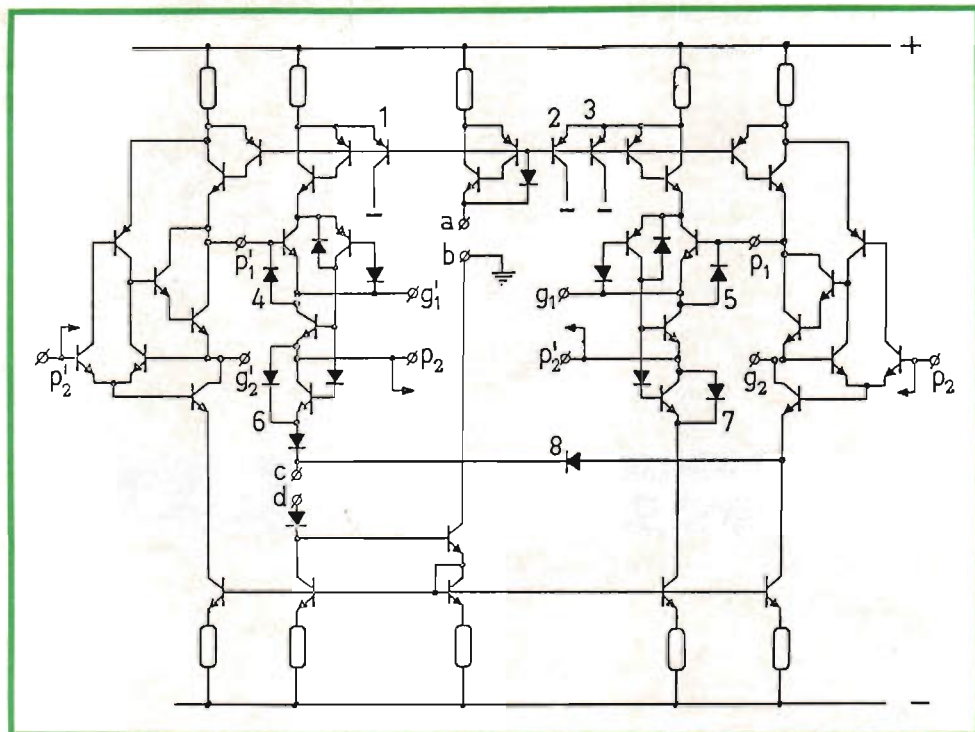 +
1 2 3
a
b
p₁' 4 g₁' g₁ 5 p₁
p₂' g₂' p₂ p₂' g₂ p₂
6 7
8
c
d
−